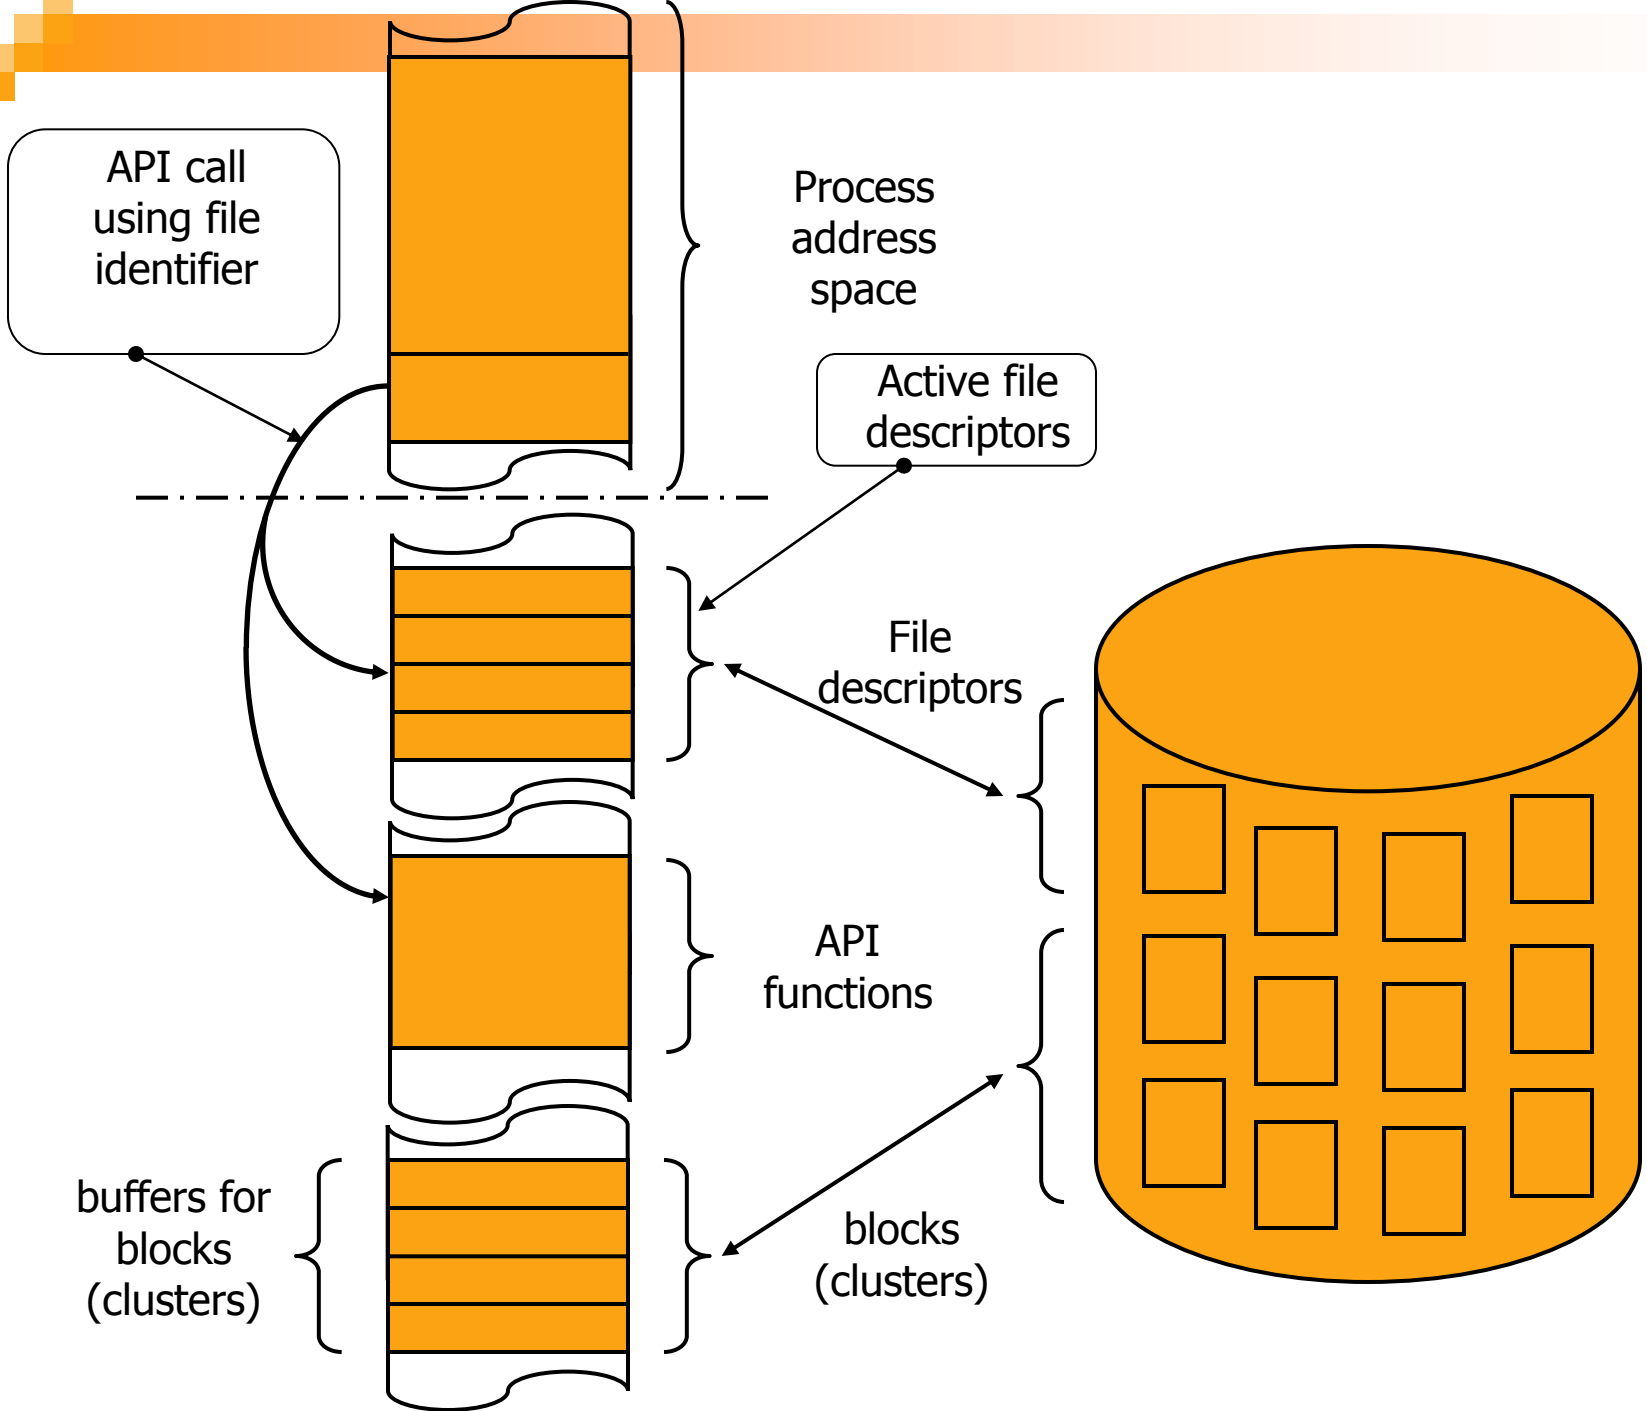 API call
using file
identifier
Process
address
space
Active file
descriptors
File
descriptors
API
functions
buffers for
blocks
(clusters)
blocks
(clusters)